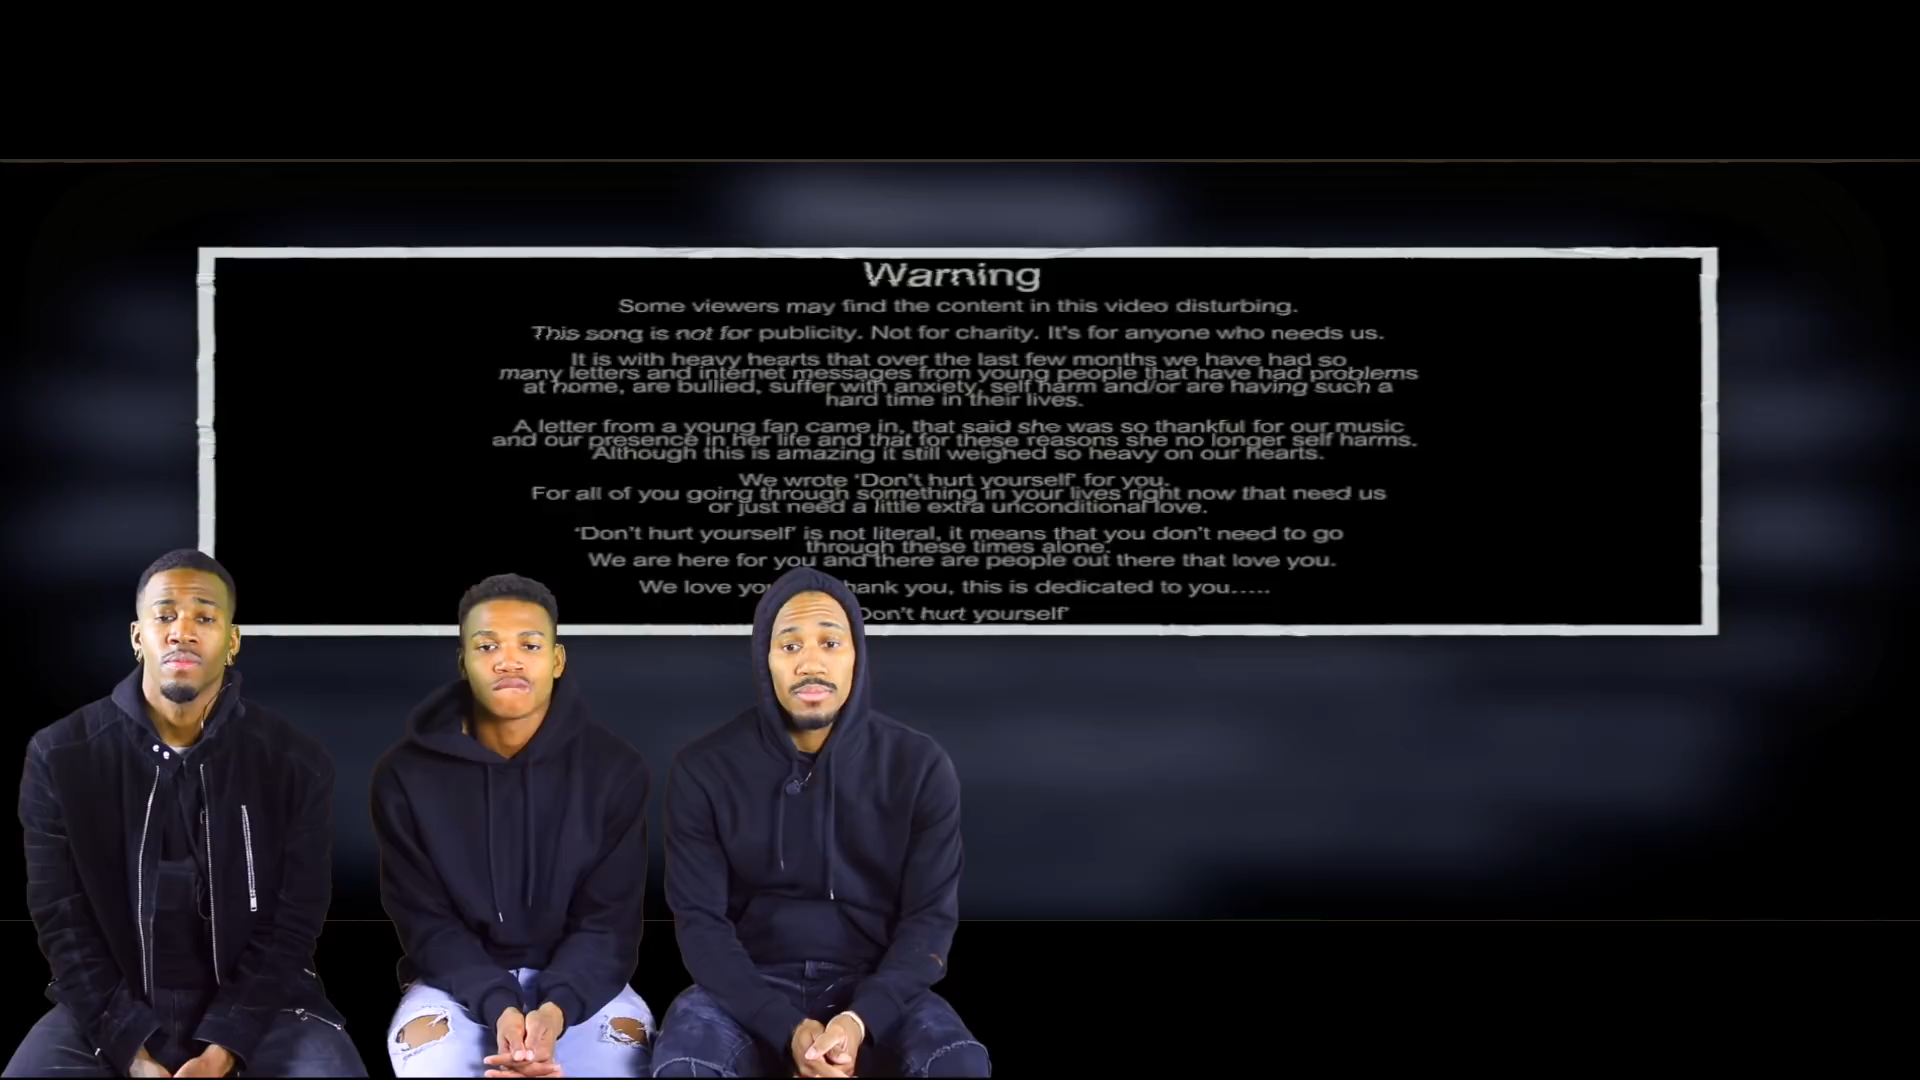 Warning
Some viewers may find the content in this video disturbing.
This song is not for publicity. Not for charity. It's for anyone who needs us.
It is with heavy hearts that over the last few months we have had so
many letters and internet messages from young people that have had problems
at home, are bullied, suffer with anxiety, self harm and/or are having such a
hard time in their lives.
A letter from a young fan came in, that said she was so thankful for our music
and our presence in her life and that for these reasons she no longer self harms.
Although this is amazing it still weighed so heavy on our hearts.
We wrote 'Don't hurt yourself' for you.
For all of you going through something in your lives right now that need us
or just need a little extra unconditional love.
'Don't hurt yourself' is not literal, it means that you don't need to go
through these times alone.
We are here for you and there are people out there that love you.
We love you hank you, this is dedicated to you.....
Don't hurt yourself'